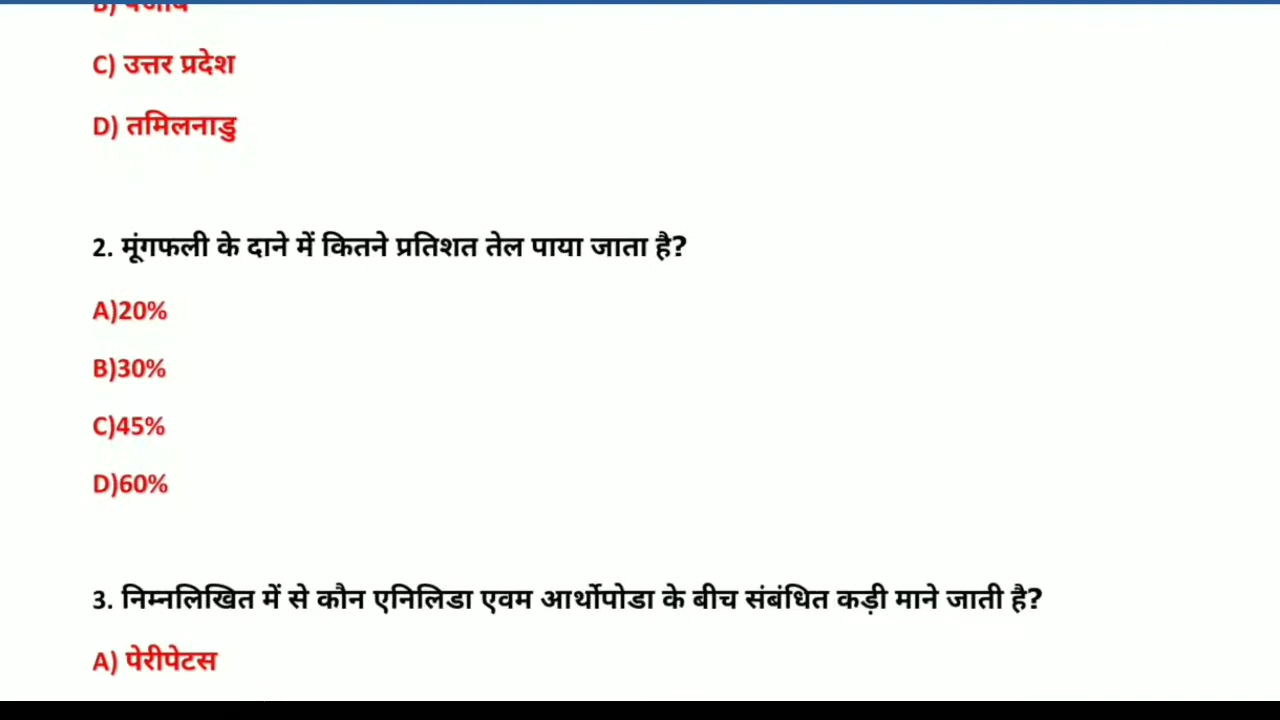 C) उत्तर प्रदेश
D) तमिलनाडु
2. मूंगफली के दाने में कितने प्रतिशत तेल पाया जाता है?
A)20%
B)30%
C)45%
D)60%
3. निम्नलिखित में से कौन एनिलिडा एवम आर्थोपोडा के बीच संबंधित कड़ी माने जाती है?
A) पेरीपेटस